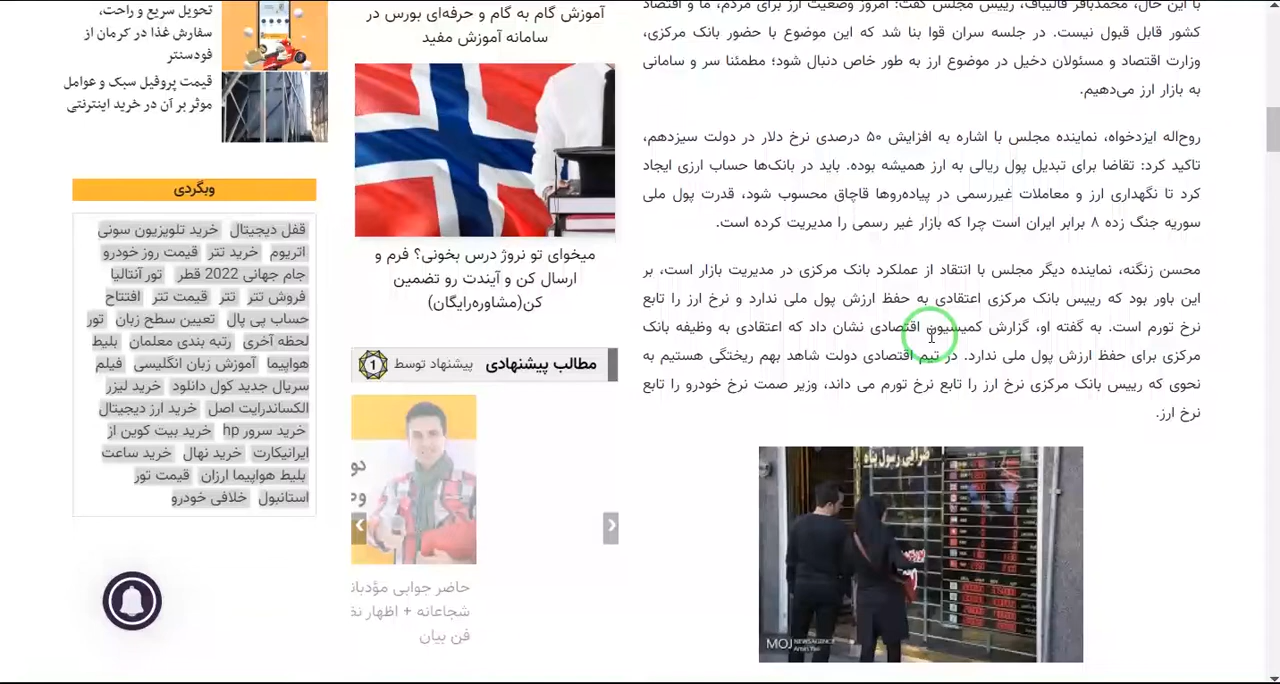 با این حال، محمدباقر قالیباف، رییس مجلس گفت: امروز وضعیت ارز برای مردم، ما و اقتصاد
کشور قابل قبول نیست. در جلسه سران قوا بنا شد که این موضوع با حضور بانک مرکزی،
وزارت اقتصاد و مسئولان دخیل در موضوع ارز به طور خاص دنبال شود؛ مطمئنا سر و سامانی
به بازار ارز می‌دهیم.
روح‌اله ایزدخواه، نماینده مجلس با اشاره به افزایش ۵۰ درصدی نرخ دلار در دولت سیزدهم،
تاکید کرد: تقاضا برای تبدیل پول ریالی به ارز همیشه بوده. باید در بانک‌ها حساب ارزی ایجاد
کرد تا نگهداری ارز و معاملات غیررسمی در پیاده‌روها قاچاق محسوب شود، قدرت پول ملی
سوریه جنگ زده ۸ برابر ایران است چرا که بازار غیر رسمی را مدیریت کرده است.
محسن زنگنه، نماینده دیگر مجلس با انتقاد از عملکرد بانک مرکزی در مدیریت بازار است، بر
این باور بود که رییس بانک مرکزی اعتقادی به حفظ ارزش پول ملی ندارد و نرخ ارز را تابع
نرخ تورم است. به گفته او، گزارش کمیسیون اقتصادی نشان داد که اعتقادی به وظیفه بانک
مرکزی برای حفظ ارزش پول ملی ندارد. در تیم اقتصادی دولت شاهد بهم ریختگی هستیم به
نحوی که رییس بانک مرکزی نرخ ارز را تابع نرخ تورم می داند، وزیر صمت نرخ خودرو را تابع
نرخ ارز.
طرافی رسول پناه
MOJ NEWS AGENCY
آموزش گام به گام و حرفه‌ای بورس در
سامانه آموزش مفید
میخوای تو نروژ درس بخونی؟ فرم و
ارسال کن و آیندت رو تضمین
کن(مشاوره‌رایگان)
مطالب پیشنهادی
پیشنهاد توسط
1
حاضر جوابی مؤدبان
شجاعانه + اظهار نظ
فن بیان
تحویل سریع و راحت،
سفارش غذا در کرمان از
فودسنتر
قیمت پروفیل سبک و عوامل
موثر بر آن در خرید اینترنتی
وبگردی
قفل دیجیتال خرید تلویزیون سونی
اتریوم خرید تتر قیمت روز خودرو
جام جهانی 2022 قطر تور آنتالیا
فروش تتر تتر قیمت تتر افتتاح
حساب پی پال تعیین سطح زبان تور
لحظه آخری رتبه بندی معلمان بلیط
هواپیما آموزش زبان انگلیسی فیلم
سریال جدید کول دانلود خرید لیزر
الکساندرایت اصل خرید ارز دیجیتال
خرید سرور hp خرید بیت کوین از
ایرانیکارت خرید نهال خرید ساعت
بلیط هواپیما ارزان قیمت تور
استانبول خلافی خودرو